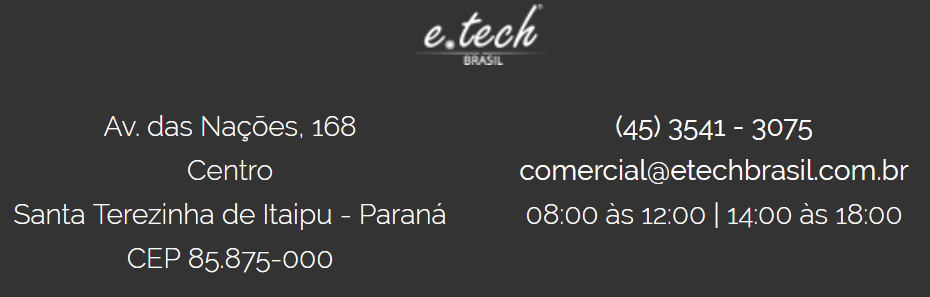 e.tech
BRASIL
Av. das Nações, 168
Centro
Santa Terezinha de Itaipu - Paraná
CEP 85.875-000
(45) 3541 - 3075
comercial@etechbrasil.com.br
08:00 às 12:00 | 14:00 às 18:00